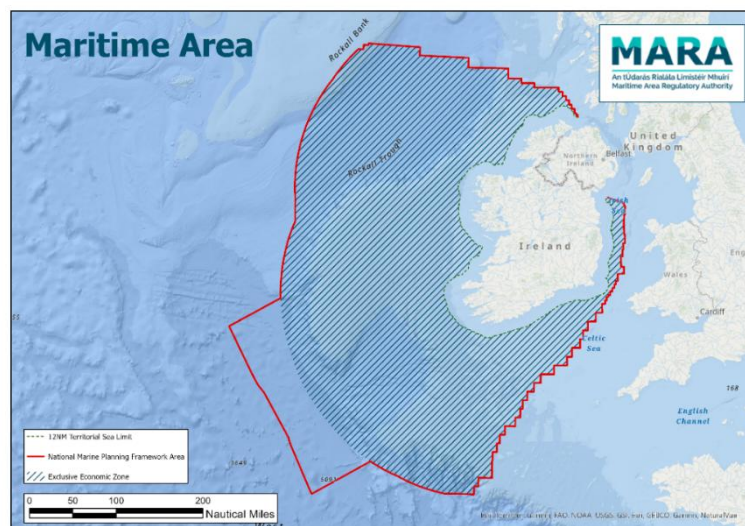 Maritime Area
MARA
An tÚdarás Rialála Limistéir Mhuirí
Maritime Area Regulatory Authority
Rockall Bank
Rockall Trough
United
Kingdom
Northern
Ireland
Belfast
Ireland
Wales
Cardiff
Celtic
Sea
English
Channel
168
12NM Territorial Sea Limit
National Marine Planning Framework Area
Exclusive Economic Zone
0
50
100
200
Nautical Miles